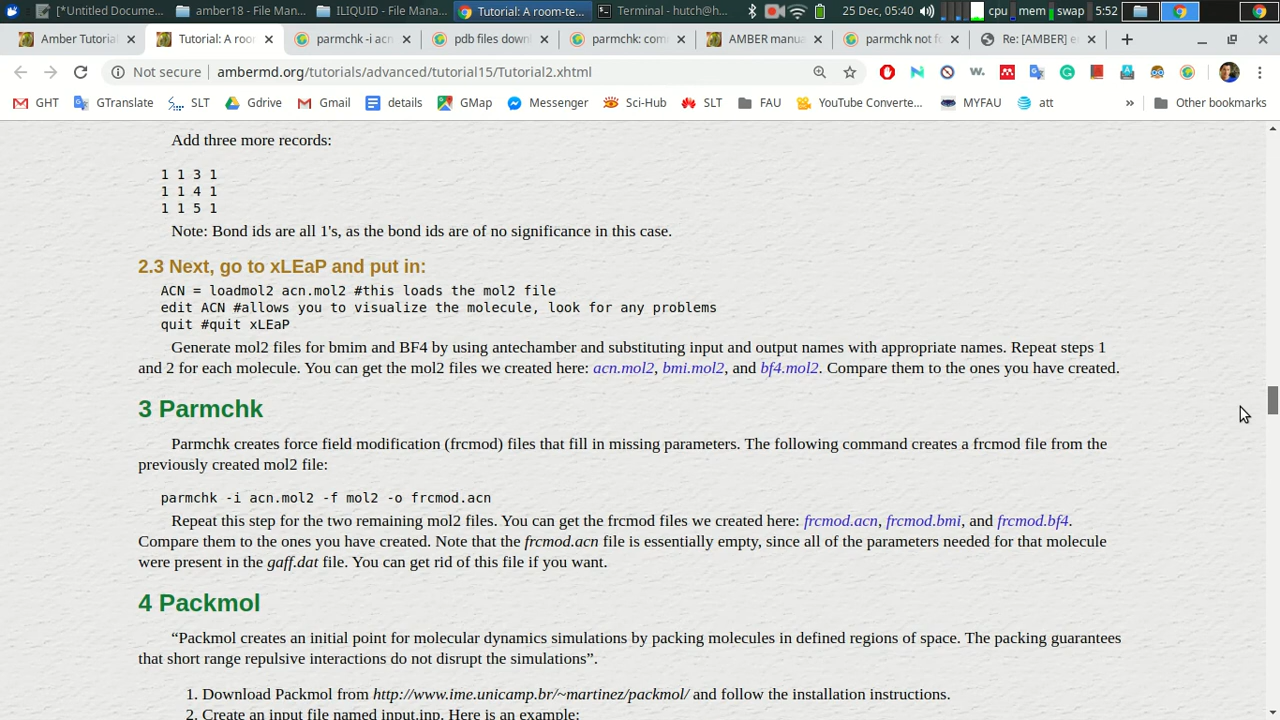 [*Untitled Docume...
amber18 - File Man...
ILIQUID - File Mana...
Tutorial: A room-te...
Terminal - hutch@h...
25 Dec, 05:40
cpu
mem
swap
5:52
Amber Tutorial
Tutorial: A roo
parmchk -i acn
pdb files down
parmchk: com
AMBER manu
parmchk not fo
Re: [AMBER] e
Not secure
ambermd.org/tutorials/advanced/tutorial15/Tutorial2.xhtml
GHT
GTranslate
SLT
Gdrive
Gmail
details
GMap
Messenger
Sci-Hub
SLT
FAU
YouTube Converte...
MYFAU
att
»
Other bookmarks
Add three more records:
1 1 3 1
1 1 4 1
1 1 5 1
Note: Bond ids are all 1's, as the bond ids are of no significance in this case.
2.3 Next, go to xLEaP and put in:
ACN = loadmol2 acn.mol2 #this loads the mol2 file
edit ACN #allows you to visualize the molecule, look for any problems
quit #quit xLEaP
Generate mol2 files for bmim and BF4 by using antechamber and substituting input and output names with appropriate names. Repeat steps 1
and 2 for each molecule. You can get the mol2 files we created here: acn.mol2, bmi.mol2, and bf4.mol2. Compare them to the ones you have created.
3 Parmchk
Parmchk creates force field modification (frcmod) files that fill in missing parameters. The following command creates a frcmod file from the
previously created mol2 file:
parmchk -i acn.mol2 -f mol2 -o frcmod.acn
Repeat this step for the two remaining mol2 files. You can get the frcmod files we created here: frcmod.acn, frcmod.bmi, and frcmod.bf4.
Compare them to the ones you have created. Note that the frcmod.acn file is essentially empty, since all of the parameters needed for that molecule
were present in the gaff.dat file. You can get rid of this file if you want.
4 Packmol
“Packmol creates an initial point for molecular dynamics simulations by packing molecules in defined regions of space. The packing guarantees
that short range repulsive interactions do not disrupt the simulations”.
1. Download Packmol from http://www.ime.unicamp.br/~martinez/packmol/ and follow the installation instructions.
2. Create an input file named input.inp. Here is an example: